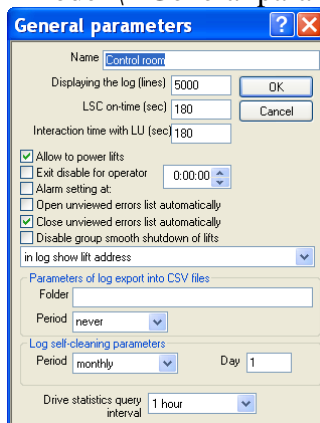 General parameters
Name Control room
Displaying the log (lines) 5000
OK
LSC on-time (sec) 180
Cancel
Interaction time with LU (sec) 180
Allow to power lifts
Exit disable for operator
0:00:00
Alarm setting at:
Open unviewed errors list automatically
Close unviewed errors list automatically
Disable group smooth shutdown of lifts
in log show lift address
Parameters of log export into CSV files
Folder
Period never
Log self-cleaning parameters
Period monthly Day 1
Drive statistics query 1 hour
interval